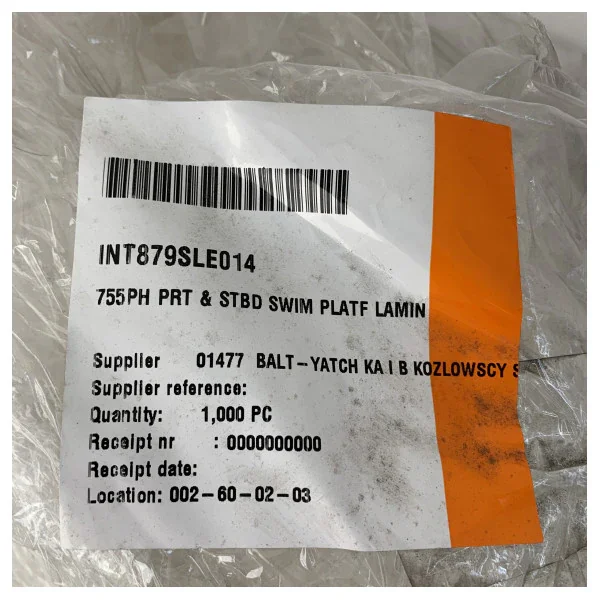 INT879SLE014
755PH PRT & STBD SWIM PLATF LAMIN
Supplier 01477 BALT-YATCH KA I B KOZLOWSCY S
Supplier reference:
Quantity: 1,000 PC
Receipt nr : 0000000000
Receipt date:
Location: 002-60-02-03